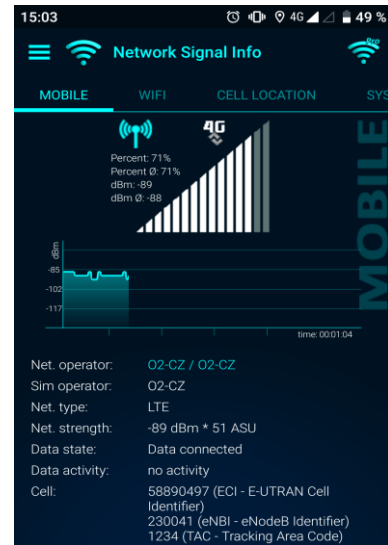 15:03 4G 49 %
Network Signal Info Pro
MOBILE WIFI CELL LOCATION SYS
4G
Percent: 71%
Percent Ø: 71%
dBm: -89
dBm Ø: -88
MOBILE
dBm
-85
-102
-117
time: 00:01:04
Net. operator: O2-CZ / O2-CZ
Sim operator: O2-CZ
Net. type: LTE
Net. strength: -89 dBm * 51 ASU
Data state: Data connected
Data activity: no activity
Cell: 58890497 (ECI - E-UTRAN Cell
Identifier)
230041 (eNBI - eNodeB Identifier)
1234 (TAC - Tracking Area Code)